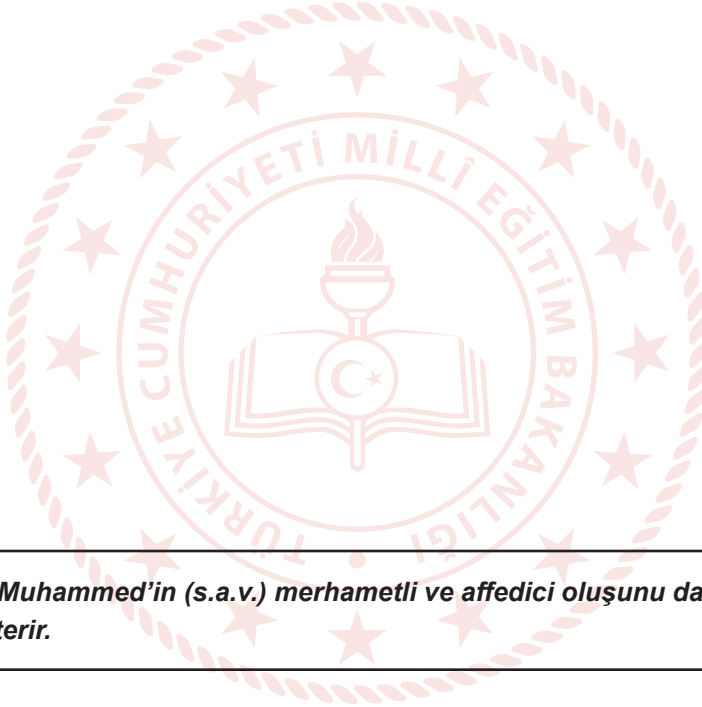 TÜRKİYE CUMHURİYETİ MİLLÎ EĞİTİM BAKANLIĞI
Muhammed’in (s.a.v.) merhametli ve affedici oluşunu da
terir.